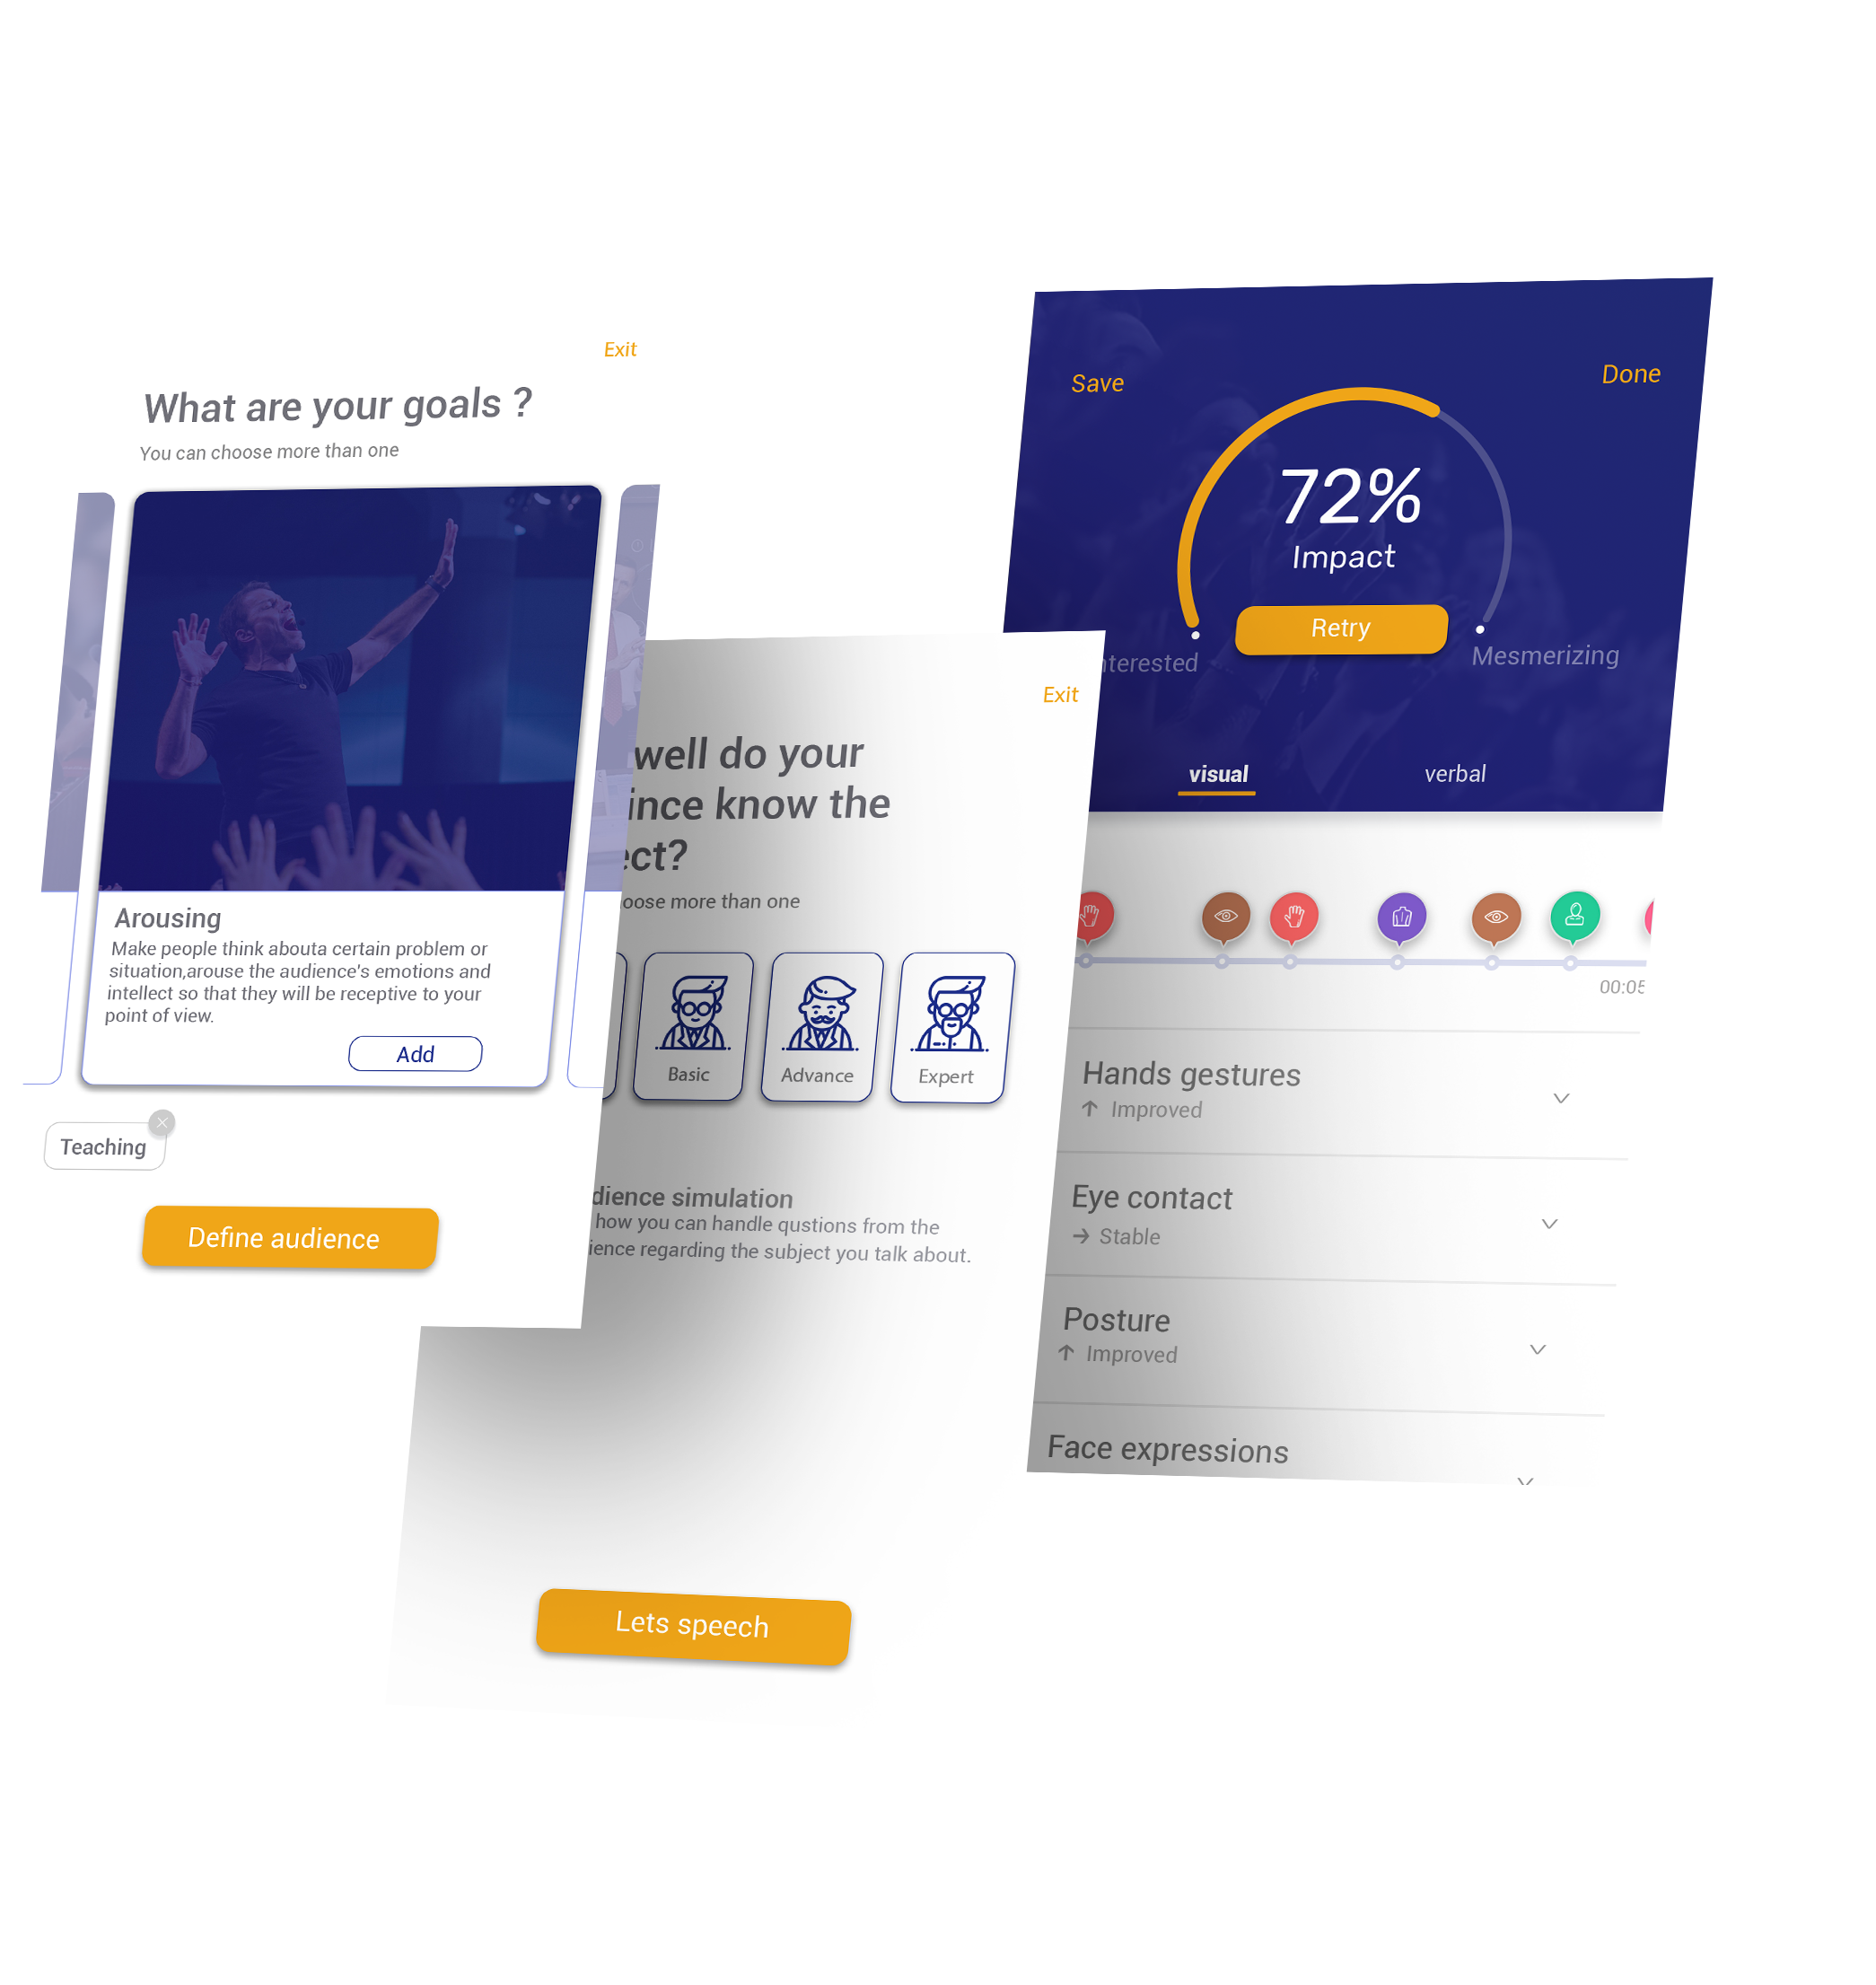 Exit
What are your goals ?
You can choose more than one
Arousing
Make people think abouta certain problem or
situation,arouse the audience's emotions and
intellect so that they will be receptive to your
point of view.
Add
Teaching
Define audience
Exit
well do your
ince know the
ect?
oose more than one
Basic
Advance
Expert
dience simulation
how you can handle qustions from the
ience regarding the subject you talk about.
Lets speech
Save
Done
72%
Impact
Retry
nterested
Mesmerizing
visual
verbal
00:05
Hands gestures
Improved
Eye contact
Stable
Posture
Improved
Face expressions